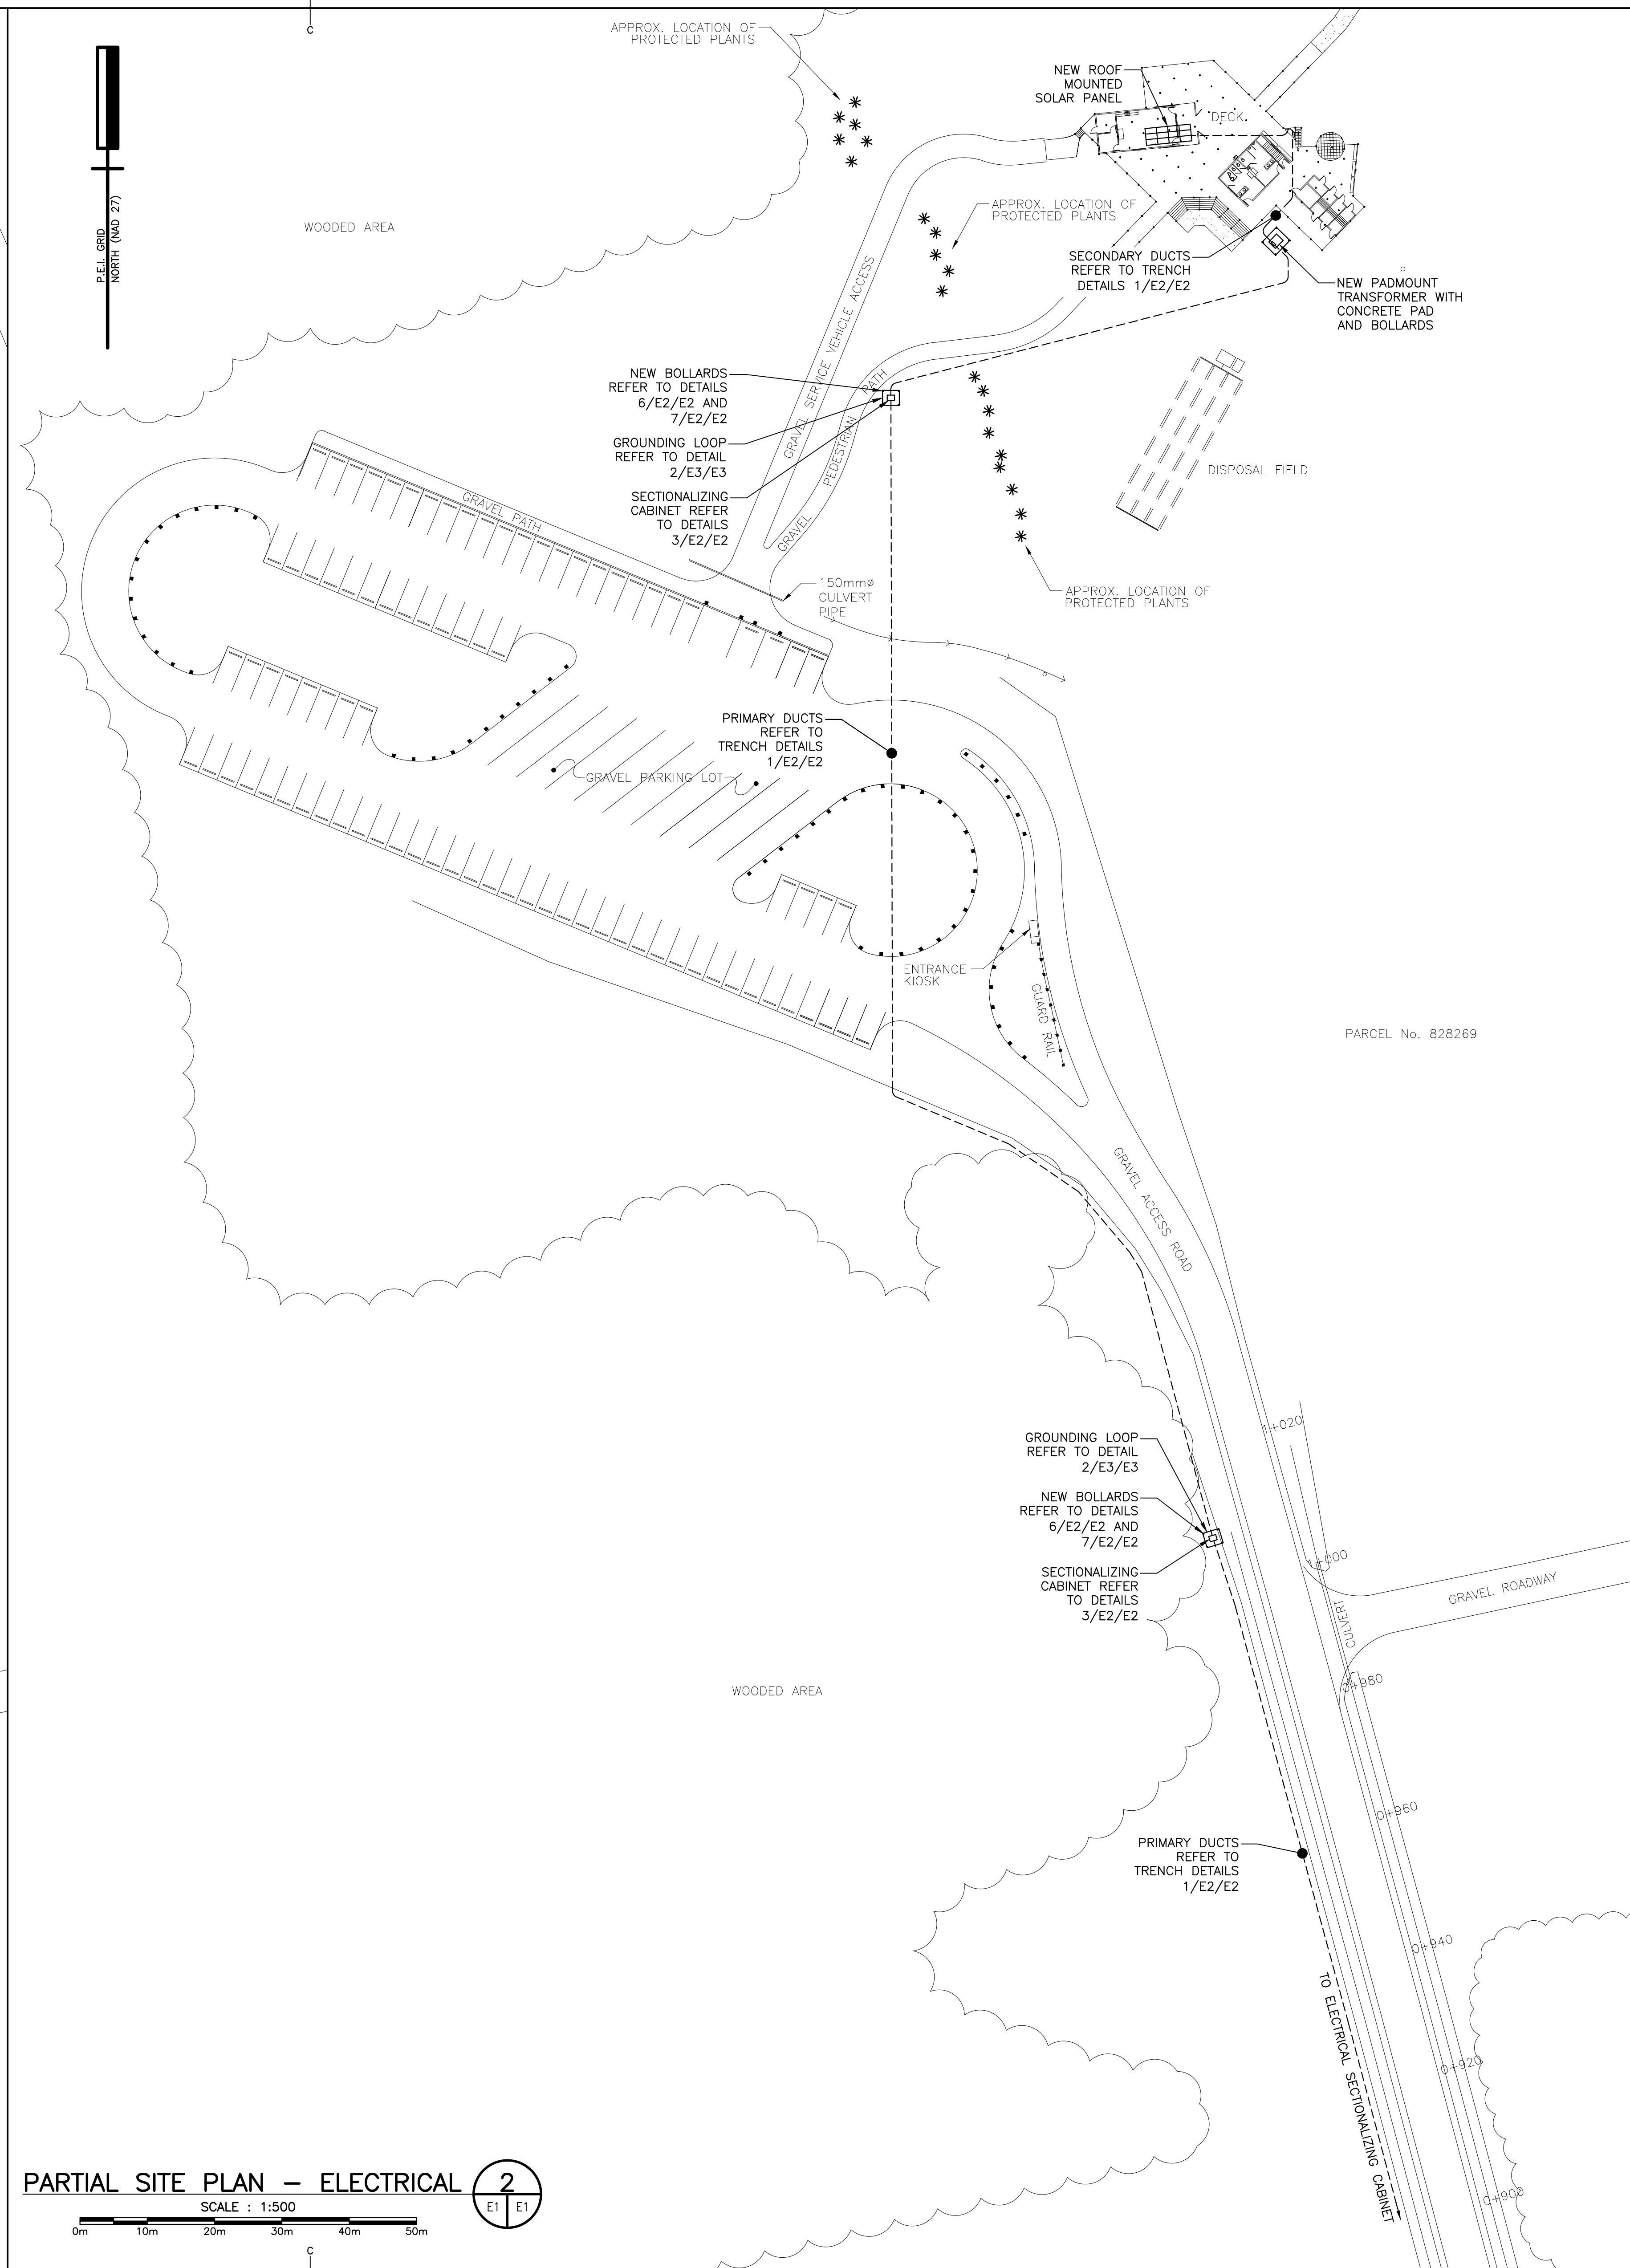 C
APPROX. LOCATION OF
PROTECTED PLANTS
NEW ROOF
MOUNTED
SOLAR PANEL
DECK
P.E.I. GRID
NORTH (NAD 27)
WOODED AREA
APPROX. LOCATION OF
PROTECTED PLANTS
SECONDARY DUCTS
REFER TO TRENCH
DETAILS 1/E2/E2
NEW PADMOUNT
TRANSFORMER WITH
CONCRETE PAD
AND BOLLARDS
GRAVEL SERVICE VEHICLE ACCESS
NEW BOLLARDS
REFER TO DETAILS
6/E2/E2 AND
7/E2/E2
GROUNDING LOOP
REFER TO DETAIL
2/E3/E3
SECTIONALIZING
CABINET REFER
TO DETAILS
3/E2/E2
GRAVEL PEDESTRIAN PATH
DISPOSAL FIELD
GRAVEL PATH
150mmø
CULVERT
PIPE
APPROX. LOCATION OF
PROTECTED PLANTS
PRIMARY DUCTS
REFER TO
TRENCH DETAILS
1/E2/E2
GRAVEL PARKING LOT
ENTRANCE
KIOSK
GUARD RAIL
PARCEL No. 828269
GRAVEL ACCESS ROAD
1+020
GROUNDING LOOP
REFER TO DETAIL
2/E3/E3
NEW BOLLARDS
REFER TO DETAILS
6/E2/E2 AND
7/E2/E2
SECTIONALIZING
CABINET REFER
TO DETAILS
3/E2/E2
1+000
GRAVEL ROADWAY
CULVERT
0+980
WOODED AREA
0+960
PRIMARY DUCTS
REFER TO
TRENCH DETAILS
1/E2/E2
0+940
TO ELECTRICAL SECTIONALIZING CABINET
0+920
0+900
PARTIAL SITE PLAN – ELECTRICAL
2
E1 E1
SCALE : 1:500
0m 10m 20m 30m 40m 50m
C